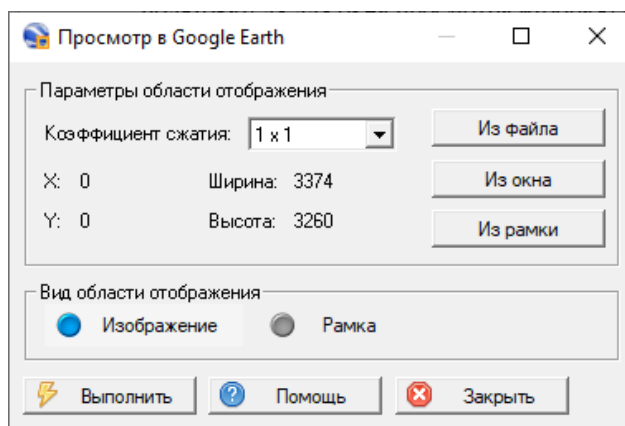 Просмотр в Google Earth
Параметры области отображения
Коэффициент сжатия: 1 x 1 Из файла
X: 0 Ширина: 3374 Из окна
Y: 0 Высота: 3260 Из рамки
Вид области отображения
Изображение Рамка
Выполнить Помощь Закрыть